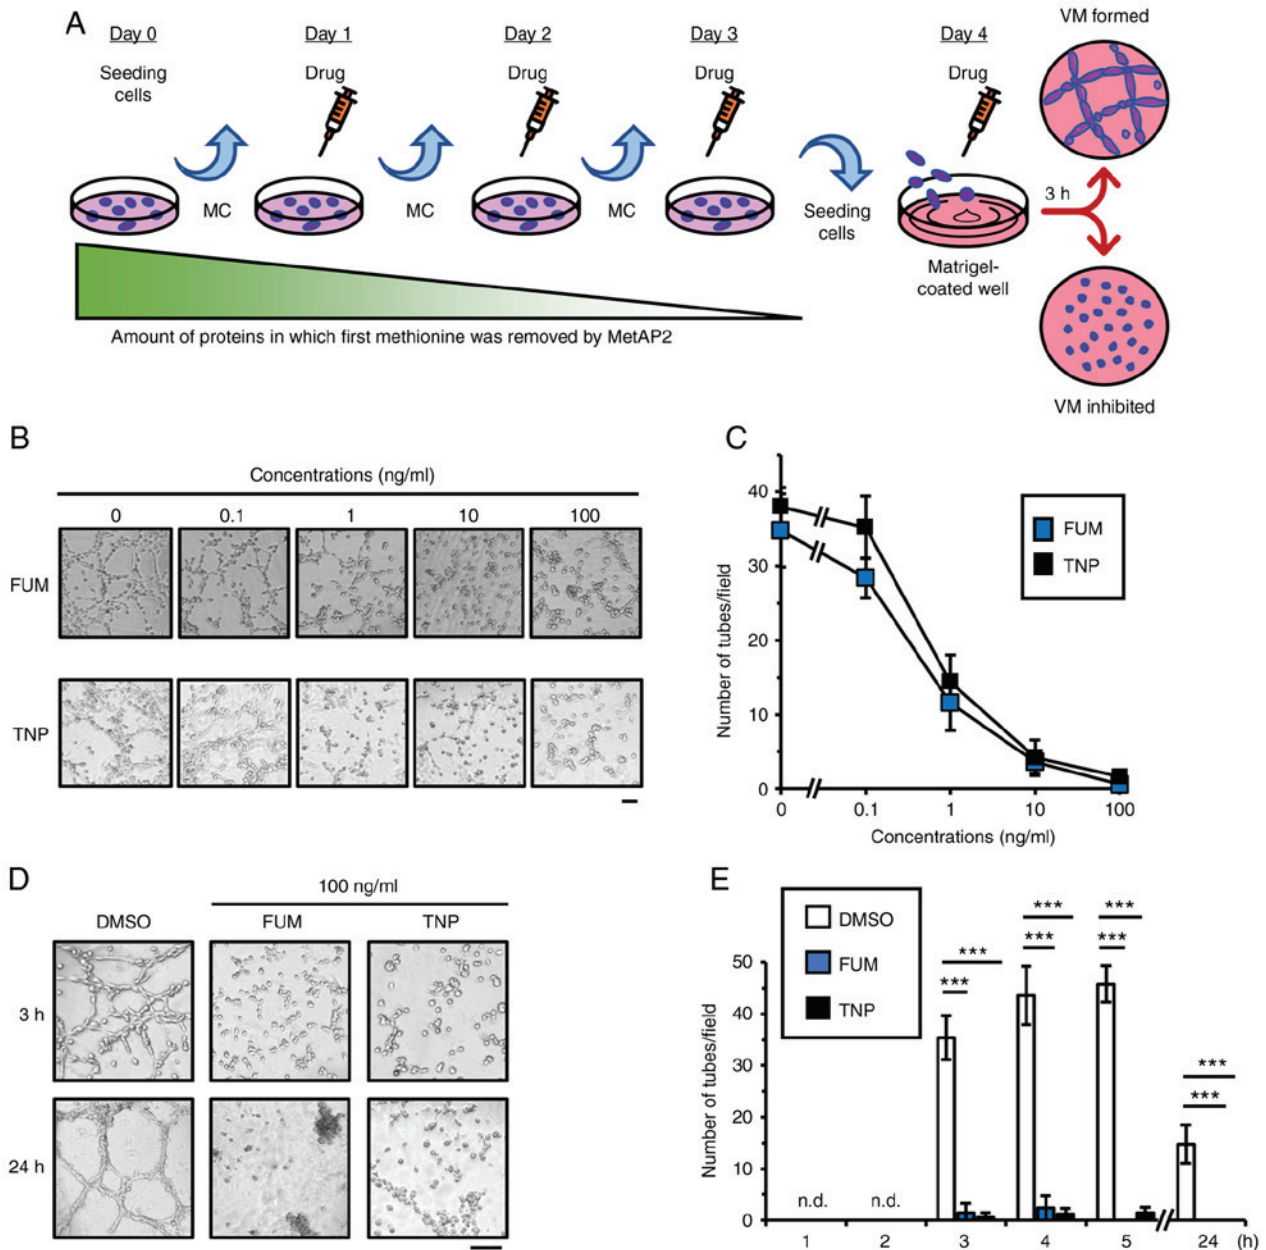 A
Day 0
Day 1
Day 2
Day 3
Day 4
VM formed
Seeding
cells
Drug
Drug
Drug
Drug
MC
MC
MC
Seeding
cells
3 h
Matrigel-
coated well
Amount of proteins in which first methionine was removed by MetAP2
VM inhibited
B
Concentrations (ng/ml)
0 0.1 1 10 100
FUM
TNP
C
Number of tubes/field
40
30
20
10
0
0 0.1 1 10 100
Concentrations (ng/ml)
FUM
TNP
D
100 ng/ml
DMSO FUM TNP
3 h
24 h
E
DMSO
FUM
TNP
Number of tubes/field
50
40
30
20
10
0
n.d. n.d.
***
***
***
***
***
***
***
***
1 2 3 4 5 24 (h)